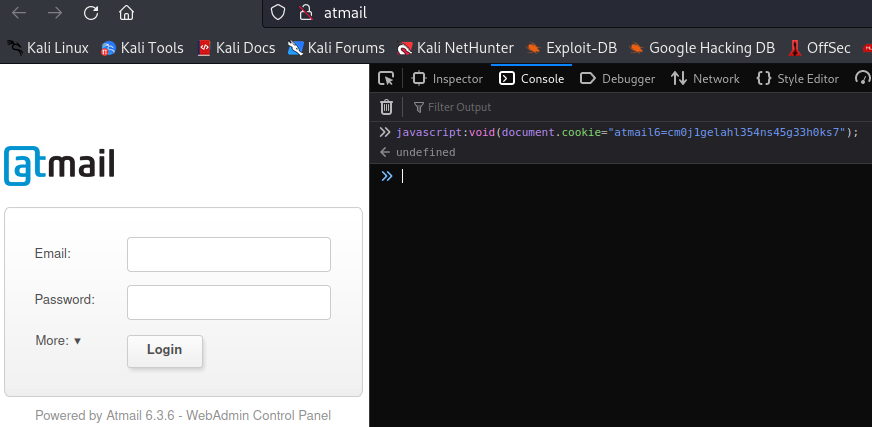 atmail
Kali Linux Kali Tools Kali Docs Kali Forums Kali NetHunter Exploit-DB Google Hacking DB OffSec
Inspector Console Debugger Network Style Editor
Filter Output
javascript:void(document.cookie="atmail6=cm0j1gelahl354ns45g33h0ks7");
undefined
atmail
Email:
Password:
More: ▼
Login
Powered by Atmail 6.3.6 - WebAdmin Control Panel